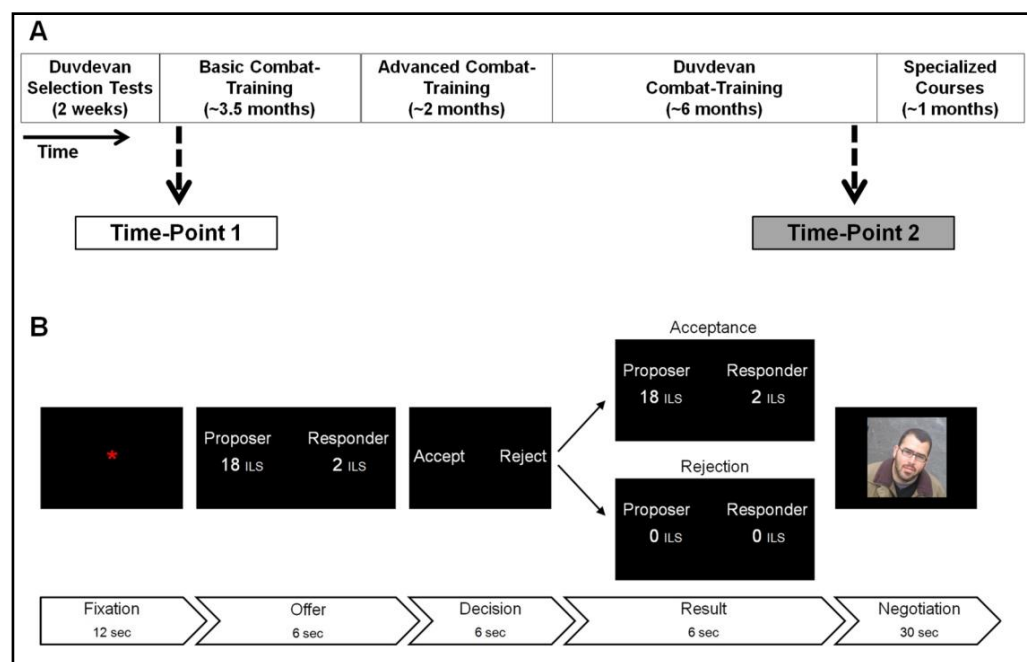 A
Duvdevan
Selection Tests
(2 weeks)
Basic Combat-
Training
(~3.5 months)
Advanced Combat-
Training
(~2 months)
Duvdevan
Combat-Training
(~6 months)
Specialized
Courses
(~1 months)
Time
Time-Point 1
Time-Point 2
B
*
Proposer Responder
18 ILS 2 ILS
Accept Reject
Acceptance
Proposer Responder
18 ILS 2 ILS
Rejection
Proposer Responder
0 ILS 0 ILS
Fixation
12 sec
Offer
6 sec
Decision
6 sec
Result
6 sec
Negotiation
30 sec